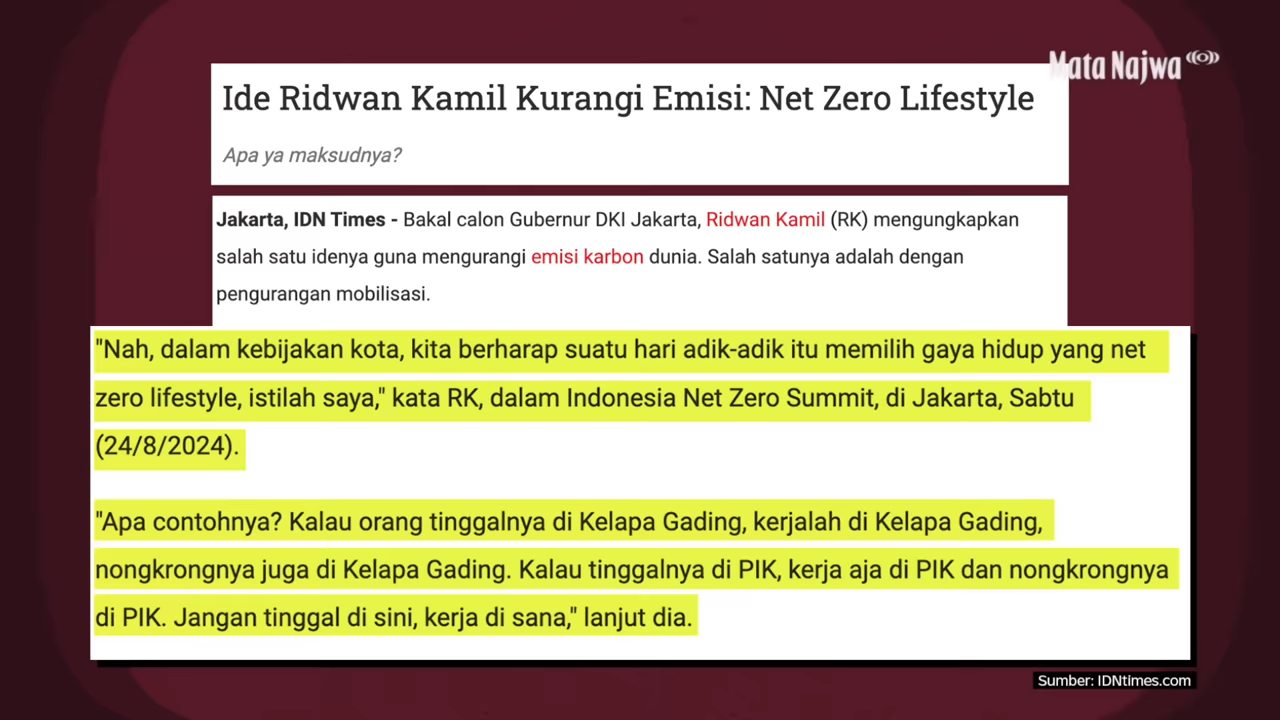 Mata Najwa
Ide Ridwan Kamil Kurangi Emisi: Net Zero Lifestyle
Apa ya maksudnya?
Jakarta, IDN Times - Bakal calon Gubernur DKI Jakarta, Ridwan Kamil (RK) mengungkapkan
salah satu idenya guna mengurangi emisi karbon dunia. Salah satunya adalah dengan
pengurangan mobilisasi.
"Nah, dalam kebijakan kota, kita berharap suatu hari adik-adik itu memilih gaya hidup yang net
zero lifestyle, istilah saya," kata RK, dalam Indonesia Net Zero Summit, di Jakarta, Sabtu
(24/8/2024).
"Apa contohnya? Kalau orang tinggalnya di Kelapa Gading, kerjalah di Kelapa Gading,
nongkrongnya juga di Kelapa Gading. Kalau tinggalnya di PIK, kerja aja di PIK dan nongkrongnya
di PIK. Jangan tinggal di sini, kerja di sana," lanjut dia.
Sumber: IDNtimes.com